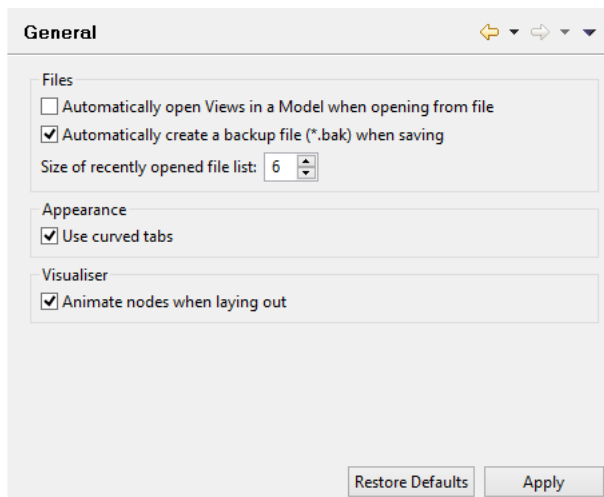 General
Files
Automatically open Views in a Model when opening from file
Automatically create a backup file (*.bak) when saving
Size of recently opened file list: 6
Appearance
Use curved tabs
Visualiser
Animate nodes when laying out
Restore Defaults Apply